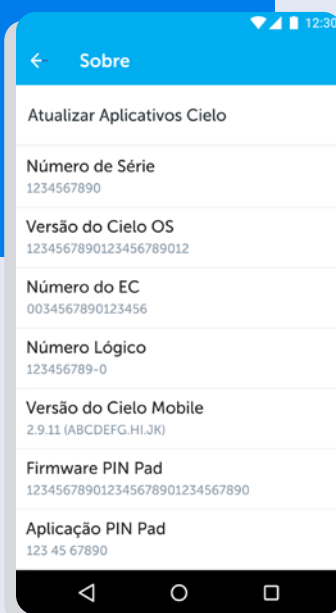 12:30
Sobre
Atualizar Aplicativos Cielo
Número de Série
1234567890
Versão do Cielo OS
1234567890123456789012
Número do EC
0034567890123456
Número Lógico
123456789-0
Versão do Cielo Mobile
2.9.11 (ABCDEFG.HI.JK)
Firmware PIN Pad
123456789012345678901234567890
Aplicação PIN Pad
123 45 67890